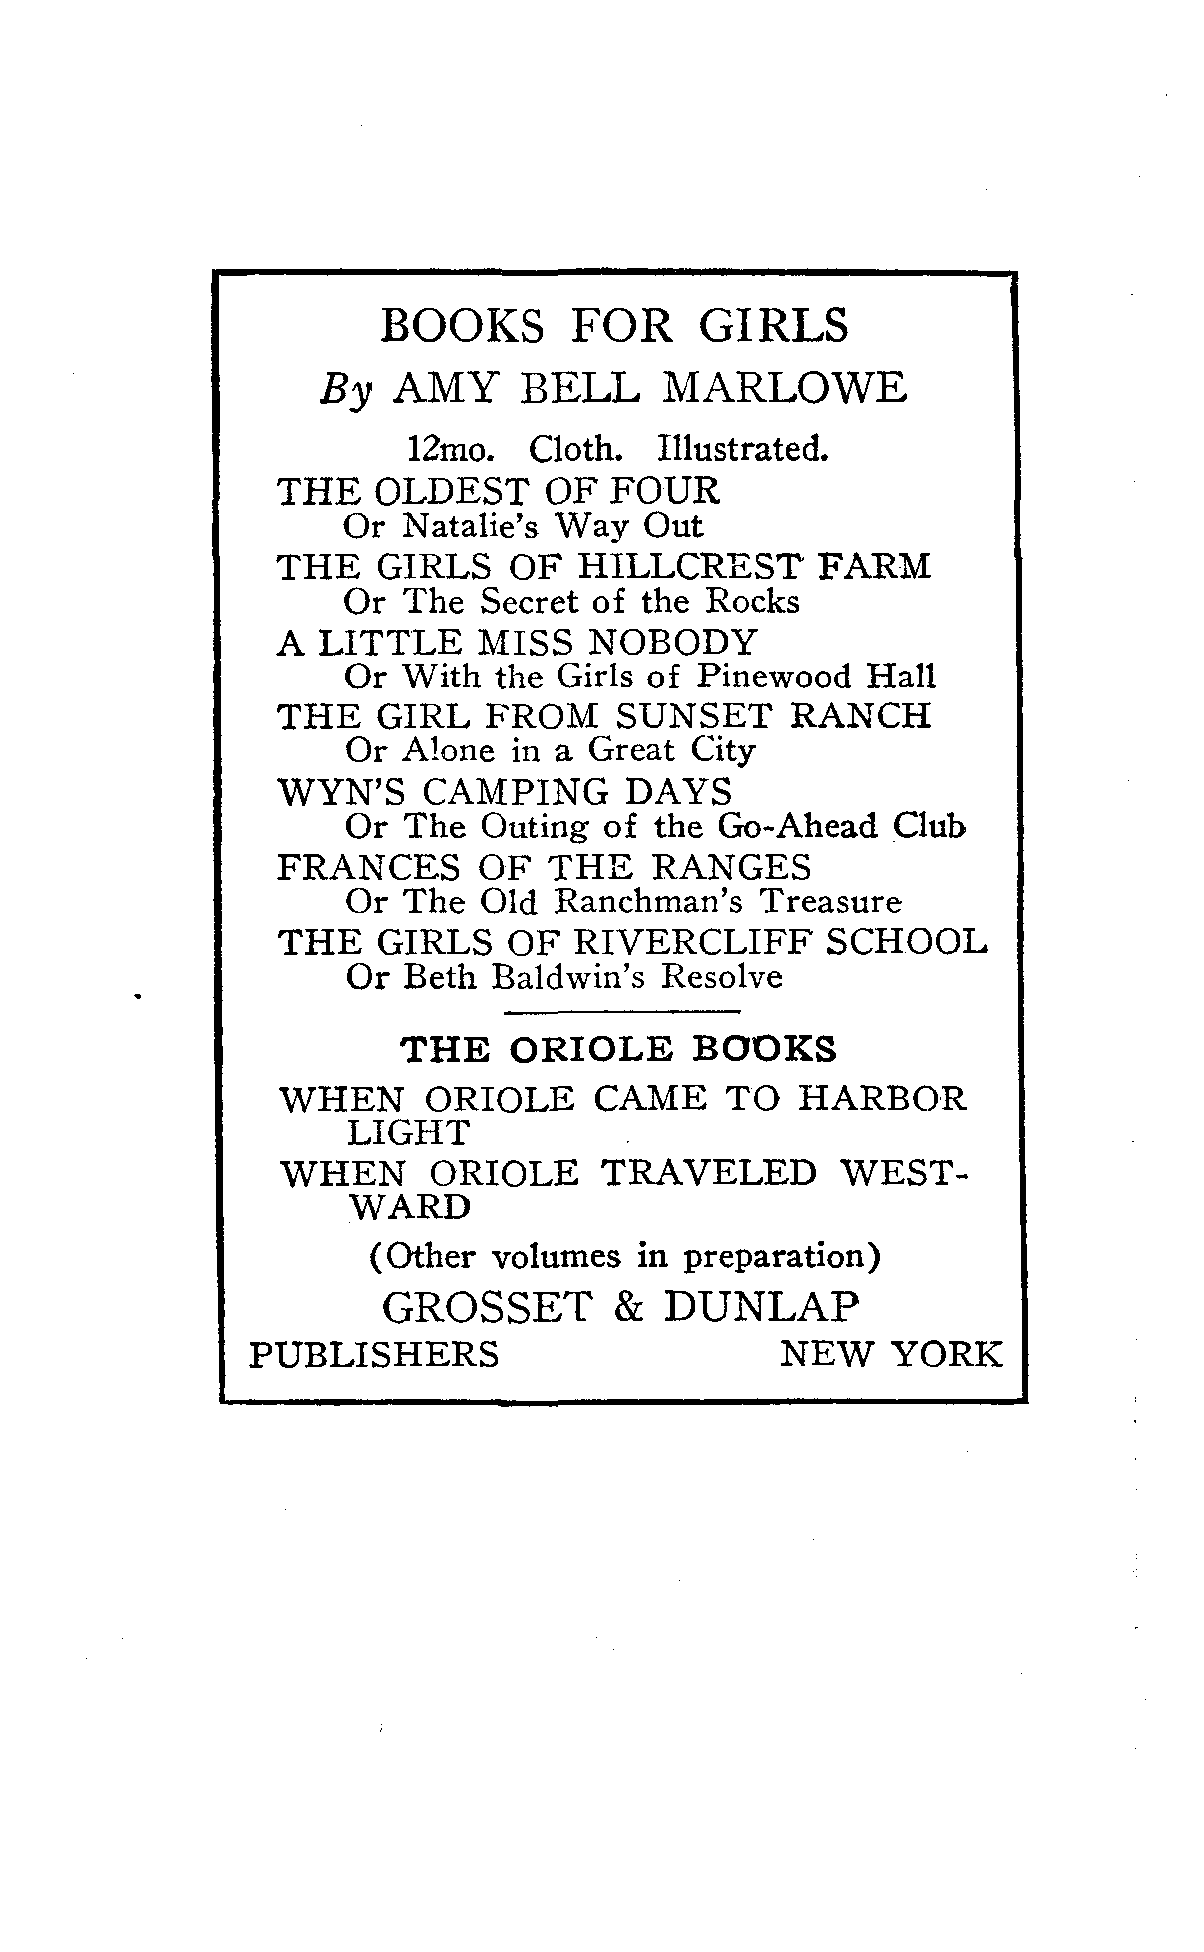 BOOKS FOR GIRLS
By AMY BELL MARLOWE
12mo. Cloth. Illustrated.
THE OLDEST OF FOUR
Or Natalie's Way Out
THE GIRLS OF HILLCREST FARM
Or The Secret of the Rocks
A LITTLE MISS NOBODY
Or With the Girls of Pinewood Hall
THE GIRL FROM SUNSET RANCH
Or Alone in a Great City
WYN'S CAMPING DAYS
Or The Outing of the Go-Ahead Club
FRANCES OF THE RANGES
Or The Old Ranchman's Treasure
THE GIRLS OF RIVERCLIFF SCHOOL
Or Beth Baldwin's Resolve
THE ORIOLE BOOKS
WHEN ORIOLE CAME TO HARBOR
LIGHT
WHEN ORIOLE TRAVELED WEST-
WARD
(Other volumes in preparation)
GROSSET & DUNLAP
PUBLISHERS NEW YORK